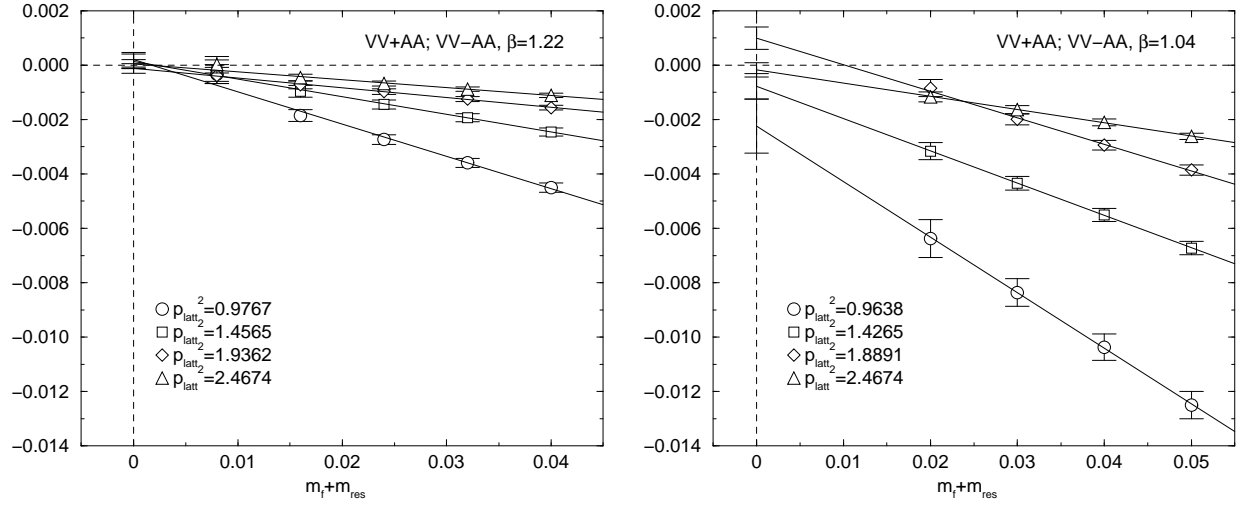 0.002
0.000
−0.002
−0.004
−0.006
−0.008
−0.010
−0.012
−0.014
VV+AA; VV−AA, β=1.22
p_latt^2=0.9767
p_latt^2=1.4565
p_latt^2=1.9362
p_latt^2=2.4674
0 0.01 0.02 0.03 0.04
m_f+m_res
0.002
0.000
−0.002
−0.004
−0.006
−0.008
−0.010
−0.012
−0.014
VV+AA; VV−AA, β=1.04
p_latt^2=0.9638
p_latt^2=1.4265
p_latt^2=1.8891
p_latt^2=2.4674
0 0.01 0.02 0.03 0.04 0.05
m_f+m_res